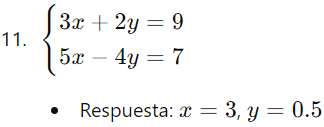 11. { 3x + 2y = 9
5x − 4y = 7
• Respuesta: x = 3, y = 0.5